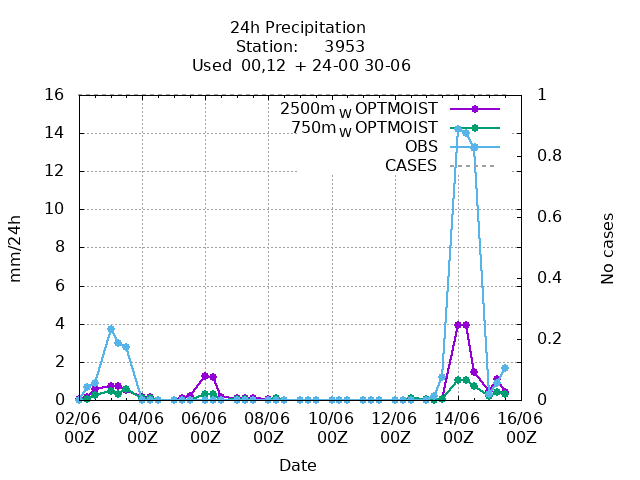 24h Precipitation
Station: 3953
Used 00,12 + 24-00 30-06
2500m W OPTMOIST
750m W OPTMOIST
OBS
CASES
mm/24h
16
14
12
10
8
6
4
2
0
No cases
1
0.8
0.6
0.4
0.2
0
02/06 04/06 06/06 08/06 10/06 12/06 14/06 16/06
00Z 00Z 00Z 00Z 00Z 00Z 00Z 00Z
Date